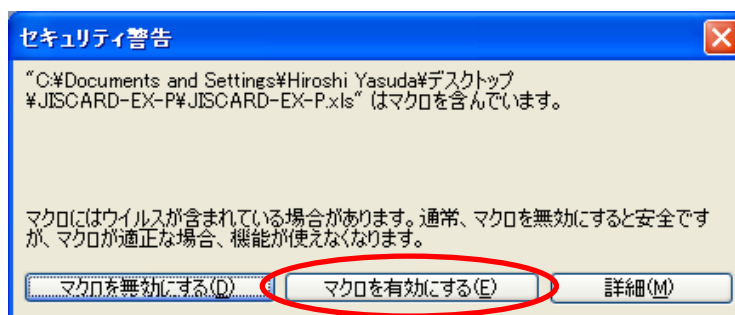 セキュリティ警告
"C:¥Documents and Settings¥Hiroshi Yasuda¥デスクトップ
¥JISCARD-EX-P¥JISCARD-EX-P.xls" はマクロを含んでいます。
マクロにはウイルスが含まれている場合があります。通常、マクロを無効にすると安全です
が、マクロが適正な場合、機能が使えなくなります。
マクロを無効にする(D) マクロを有効にする(E) 詳細(M)